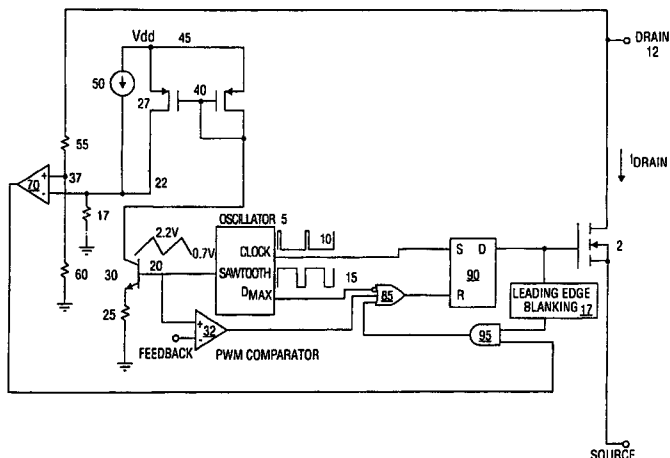 Vdd
45
DRAIN
12
50
27
40
IDRAIN
55
70
+
-
37
22
17
OSCILLATOR 5
2.2V
0.7V
10
CLOCK
S D
2
60
30
20
SAWTOOTH
15
90
DMAX
85
R
LEADING EDGE
BLANKING 17
25
+
-
32
95
FEEDBACK
PWM COMPARATOR
SOURCE